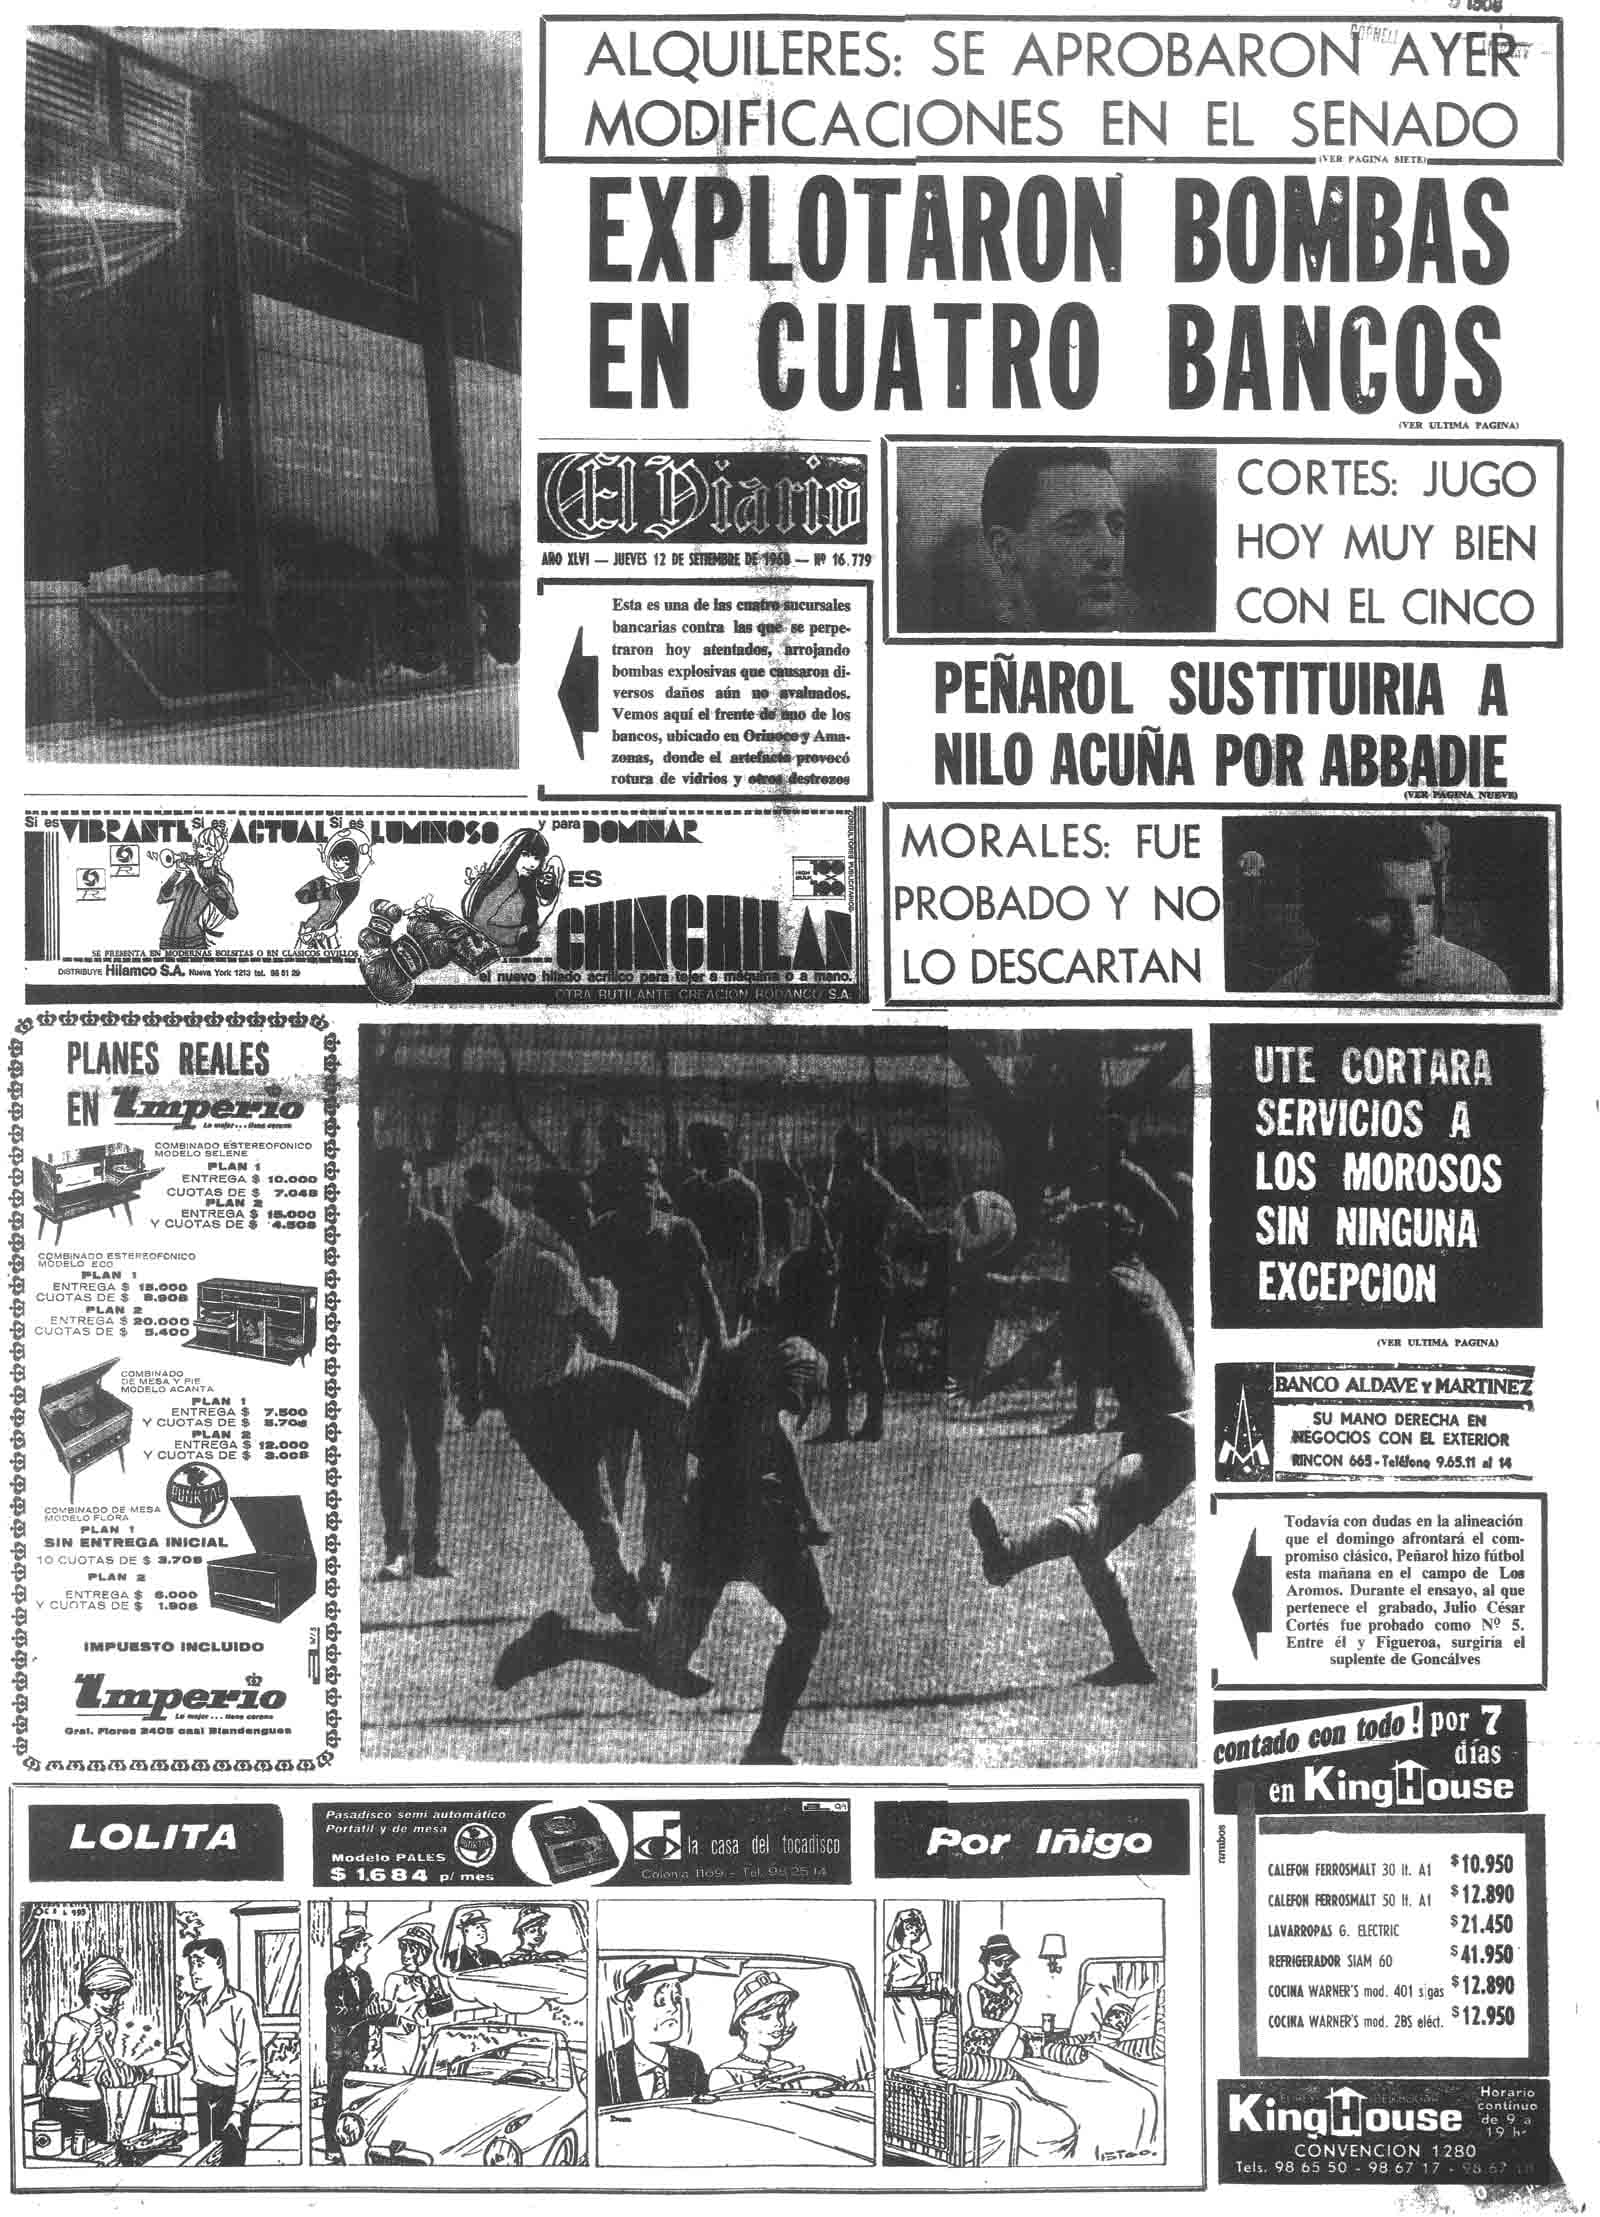 ALQUILERES: SE APROBARON AYER
MODIFICACIONES EN EL SENADO
(VER PAGINA SIETE)
EXPLOTARON BOMBAS
EN CUATRO BANCOS
(VER ULTIMA PAGINA)
El Diario
AÑO XLVI — JUEVES 12 DE SETIEMBRE DE 1968 — Nº 16.779
Esta es una de las cuatro sucursales
bancarias contra las que se perpe-
traron hoy atentados, arrojando
bombas explosivas que causaron di-
versos daños aún no avaluados.
Vemos aquí el frente de uno de los
bancos, ubicado en Orinoco y Ama-
zonas, donde el artefacto provocó
rotura de vidrios y otros destrozos
CORTES: JUGO
HOY MUY BIEN
CON EL CINCO
PEÑAROL SUSTITUIRIA A
NILO ACUÑA POR ABBADIE
(VER PAGINA NUEVE)
MORALES: FUE
PROBADO Y NO
LO DESCARTAN
Si es VIBRANTE Si es ACTUAL Si es LUMINOSO y para DOMINAR
ES
CHINCHILAN
HIGH BULK 100 x 100
CONSULTORES PUBLICITARIOS
SE PRESENTA EN MODERNAS BOLSITAS O EN CLASICOS OVILLOS
DISTRIBUYE Hilamco S.A. Nueva York 1213 tel. 98 51 29
el nuevo hilado acrílico para tejer a máquina o a mano.
OTRA RUTILANTE CREACION RODANCO S.A.
PLANES REALES
EN Imperio
Lo mejor... tiene corona
COMBINADO ESTEREOFONICO
MODELO SELENE
PLAN 1
ENTREGA $ 10.000
CUOTAS DE $ 7.048
PLAN 2
ENTREGA $ 15.000
Y CUOTAS DE $ 4.508
COMBINADO ESTEREOFONICO
MODELO ECO
PLAN 1
ENTREGA $ 15.000
CUOTAS DE $ 8.908
PLAN 2
ENTREGA $ 20.000
CUOTAS DE $ 5.400
COMBINADO
DE MESA Y PIE
MODELO ACANTA
PLAN 1
ENTREGA $ 7.500
Y CUOTAS DE $ 5.708
PLAN 2
ENTREGA $ 12.000
Y CUOTAS DE $ 3.008
PUNKTAL
COMBINADO DE MESA
MODELO FLORA
PLAN 1
SIN ENTREGA INICIAL
10 CUOTAS DE $ 3.708
PLAN 2
ENTREGA $ 6.000
Y CUOTAS DE $ 1.908
IMPUESTO INCLUIDO
Imperio
Lo mejor... tiene corona
Gral. Flores 2405 casi Blandengues
UTE CORTARA
SERVICIOS A
LOS MOROSOS
SIN NINGUNA
EXCEPCION
(VER ULTIMA PAGINA)
BANCO ALDAVE Y MARTINEZ
SU MANO DERECHA EN
NEGOCIOS CON EL EXTERIOR
RINCON 665 - Teléfono 9.65.11 al 14
Todavía con dudas en la alineación
que el domingo afrontará el com-
promiso clásico, Peñarol hizo fútbol
esta mañana en el campo de Los
Aromos. Durante el ensayo, al que
pertenece el grabado, Julio César
Cortés fue probado como Nº 5.
Entre él y Figueroa, surgiría el
suplente de Goncálves
contado con todo! por 7
días
en KingHouse
numbos
CALEFON FERROSMALT 30 lt. A1 $10.950
CALEFON FERROSMALT 50 lt. A1 $12.890
LAVARROPAS G. ELECTRIC $21.450
REFRIGERADOR SIAM 60 $41.950
COCINA WARNER'S mod. 401 s|gas $12.890
COCINA WARNER'S mod. 2BS eléct. $12.950
KingHouse
Horario
contínuo
de 9 a
19 hs
CONVENCION 1280
Tels. 98 65 50 - 98 67 17 - 98 67 18
LOLITA
Pasadisco semi automático
Portátil y de mesa
Modelo PALES
$ 1.684 p/ mes
PUNKTAL
la casa del tocadisco
Colonia 1169 - Tel. 98 25 14
Por Iñigo